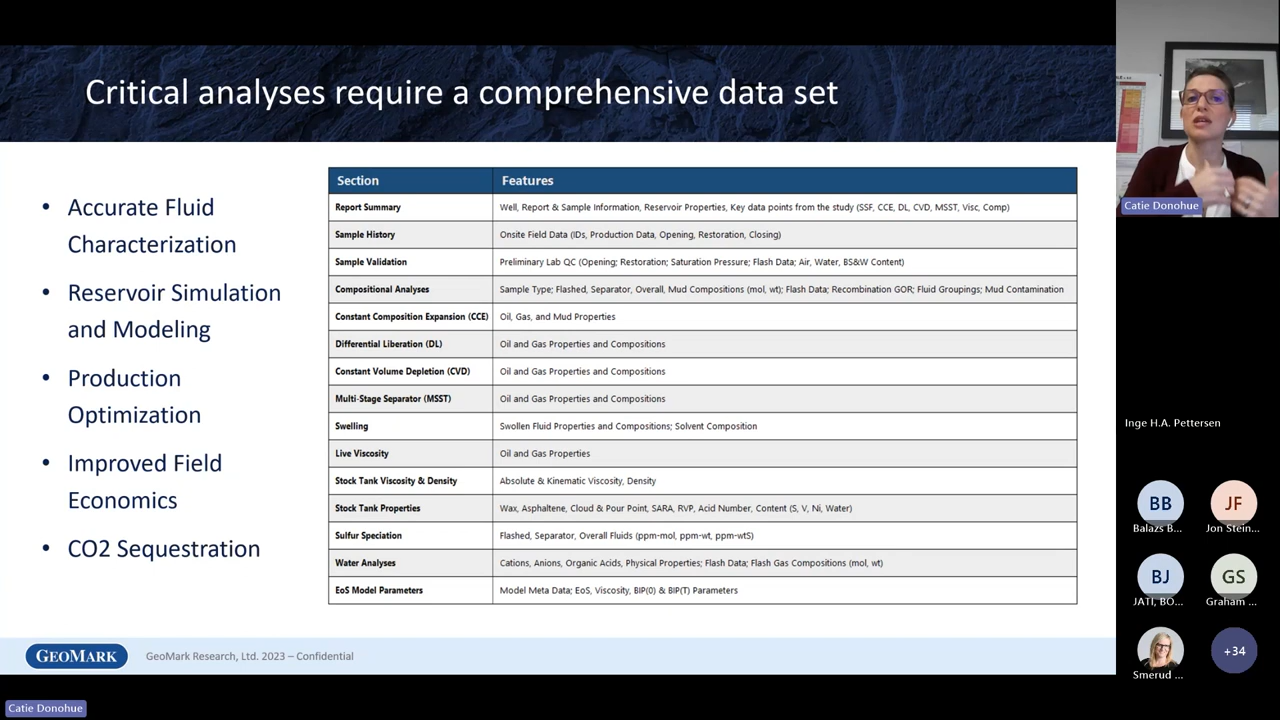 Critical analyses require a comprehensive data set
• Accurate Fluid
Characterization
• Reservoir Simulation
and Modeling
• Production
Optimization
• Improved Field
Economics
• CO2 Sequestration
Section Features
Report Summary Well, Report & Sample Information, Reservoir Properties, Key data points from the study (SSF, CCE, DL, CVD, MSST, Visc, Comp)
Sample History Onsite Field Data (IDs, Production Data, Opening, Restoration, Closing)
Sample Validation Preliminary Lab QC (Opening; Restoration; Saturation Pressure; Flash Data; Air, Water, BS&W Content)
Compositional Analyses Sample Type; Flashed, Separator, Overall, Mud Compositions (mol, wt); Flash Data; Recombination GOR; Fluid Groupings; Mud Contamination
Constant Composition Expansion (CCE) Oil, Gas, and Mud Properties
Differential Liberation (DL) Oil and Gas Properties and Compositions
Constant Volume Depletion (CVD) Oil and Gas Properties and Compositions
Multi-Stage Separator (MSST) Oil and Gas Properties and Compositions
Swelling Swollen Fluid Properties and Compositions; Solvent Composition
Live Viscosity Oil and Gas Properties
Stock Tank Viscosity & Density Absolute & Kinematic Viscosity, Density
Stock Tank Properties Wax, Asphaltene, Cloud & Pour Point, SARA, RVP, Acid Number, Content (S, V, Ni, Water)
Sulfur Speciation Flashed, Separator, Overall Fluids (ppm-mol, ppm-wt, ppm-wtS)
Water Analyses Cations, Anions, Organic Acids, Physical Properties; Flash Data; Flash Gas Compositions (mol, wt)
EoS Model Parameters Model Meta Data; EoS, Viscosity, BIP(0) & BIP(T) Parameters
GEOMARK GeoMark Research, Ltd. 2023 – Confidential
Catie Donohue
Catie Donohue
Inge H.A. Pettersen
BB JF
Balazs B... Jon Stein...
BJ GS
JATI, BO... Graham ...
+34
Smerud ...